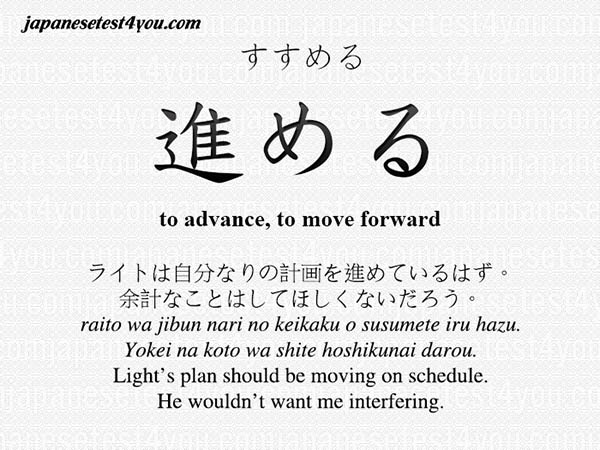 japanesetest4you.com
すすめる
進める
to advance, to move forward
ライトは自分なりの計画を進めているはず。
余計なことはしてほしくないだろう。
raito wa jibun nari no keikaku o susumete iru hazu.
Yokei na koto wa shite hoshikunai darou.
Light’s plan should be moving on schedule.
He wouldn’t want me interfering.